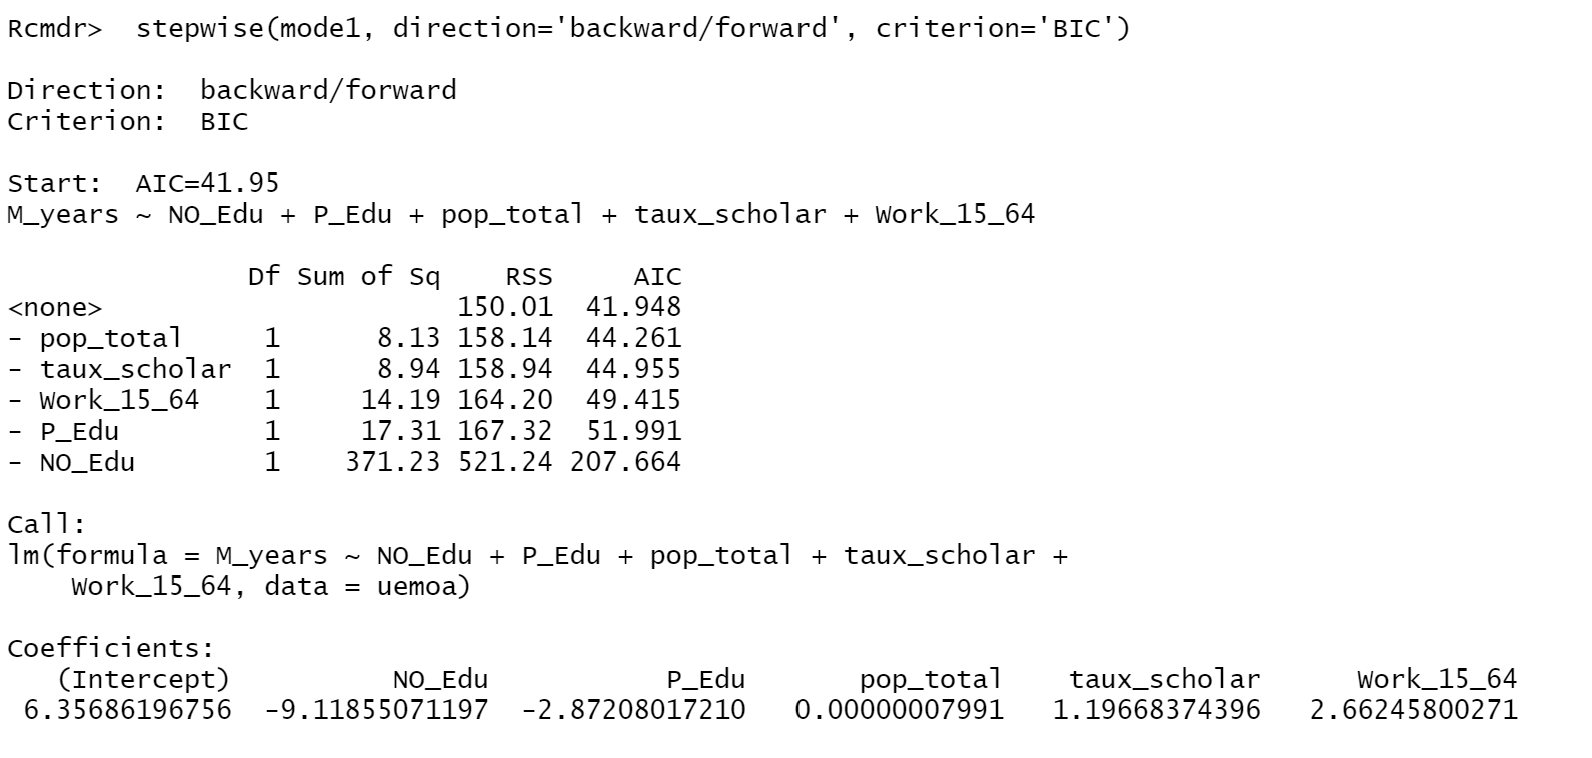 Rcmdr>  stepwise(mode1, direction='backward/forward', criterion='BIC')
Direction:  backward/forward
Criterion:  BIC
Start:  AIC=41.95
M_years ~ NO_Edu + P_Edu + pop_total + taux_scholar + Work_15_64
Df Sum of Sq    RSS     AIC
<none>                      150.01  41.948
- pop_total     1      8.13 158.14  44.261
- taux_scholar  1      8.94 158.94  44.955
- Work_15_64    1     14.19 164.20  49.415
- P_Edu         1     17.31 167.32  51.991
- NO_Edu        1    371.23 521.24 207.664
Call:
lm(formula = M_years ~ NO_Edu + P_Edu + pop_total + taux_scholar +
Work_15_64, data = uemoa)
Coefficients:
(Intercept)          NO_Edu           P_Edu       pop_total    taux_scholar      Work_15_64
6.35686196756  -9.11855071197  -2.87208017210   0.00000007991   1.19668374396   2.66245800271